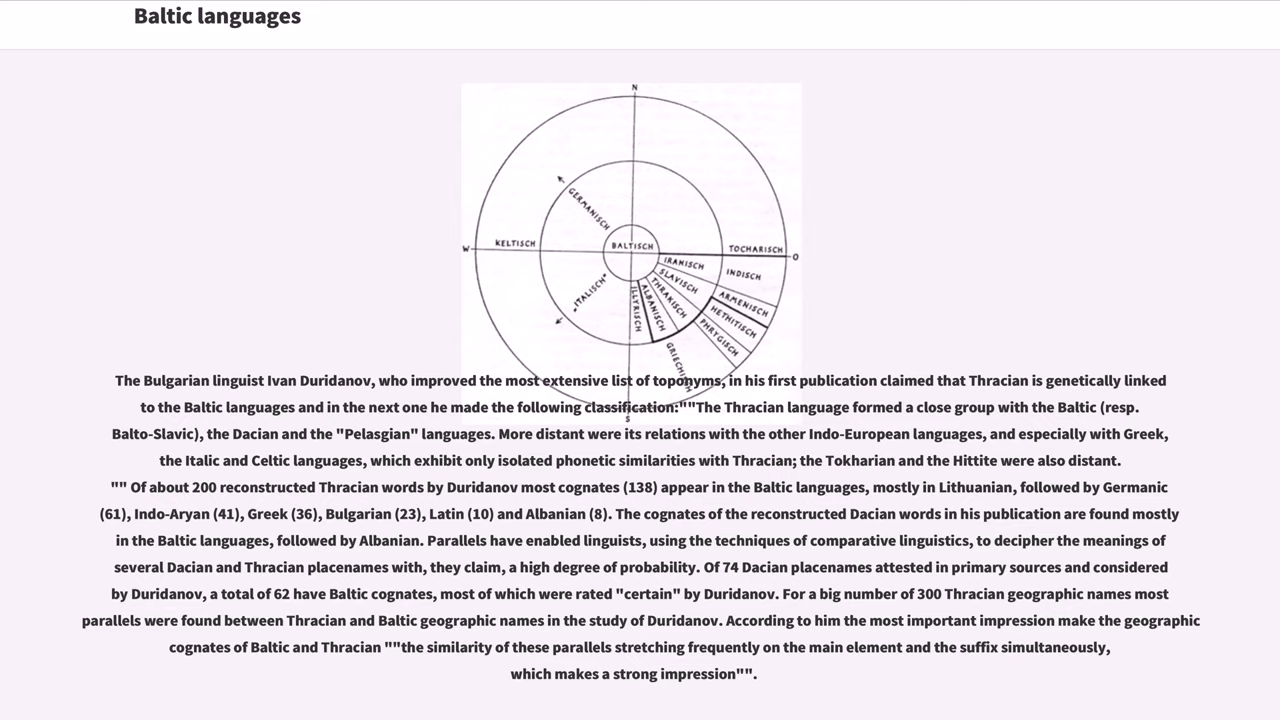 Baltic languages
N
GERMANISCH
W
KELTISCH
BALTISCH
TOCHARISCH
O
IRANISCH
INDISCH
SLAVISCH
THRAKISCH
ALBANISCH
ILLYRISCH
ITALISCH
ARMENISCH
HETHITISCH
PHRYGISCH
The Bulgarian linguist Ivan Duridanov, who improved the most extensive list of toponyms, in his first publication claimed that Thracian is genetically linked
to the Baltic languages and in the next one he made the following classification:""The Thracian language formed a close group with the Baltic (resp.
S
Balto-Slavic), the Dacian and the "Pelasgian" languages. More distant were its relations with the other Indo-European languages, and especially with Greek,
the Italic and Celtic languages, which exhibit only isolated phonetic similarities with Thracian; the Tokharian and the Hittite were also distant.
"" Of about 200 reconstructed Thracian words by Duridanov most cognates (138) appear in the Baltic languages, mostly in Lithuanian, followed by Germanic
(61), Indo-Aryan (41), Greek (36), Bulgarian (23), Latin (10) and Albanian (8). The cognates of the reconstructed Dacian words in his publication are found mostly
in the Baltic languages, followed by Albanian. Parallels have enabled linguists, using the techniques of comparative linguistics, to decipher the meanings of
several Dacian and Thracian placenames with, they claim, a high degree of probability. Of 74 Dacian placenames attested in primary sources and considered
by Duridanov, a total of 62 have Baltic cognates, most of which were rated "certain" by Duridanov. For a big number of 300 Thracian geographic names most
parallels were found between Thracian and Baltic geographic names in the study of Duridanov. According to him the most important impression make the geographic
cognates of Baltic and Thracian ""the similarity of these parallels stretching frequently on the main element and the suffix simultaneously,
which makes a strong impression"".